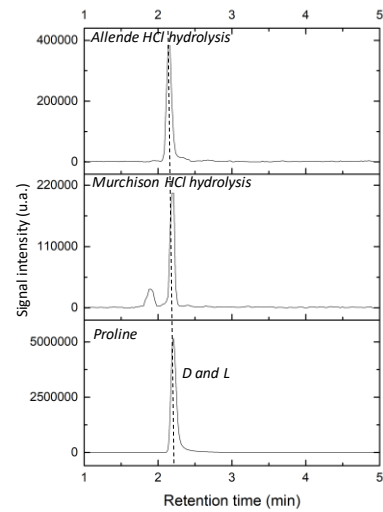 1 2 3 4 5
Allende HCl hydrolysis
400000
200000
0
Murchison HCl hydrolysis
220000
110000
0
Signal intensity (u.a.)
Proline
5000000
D and L
2500000
0
1 2 3 4 5
Retention time (min)